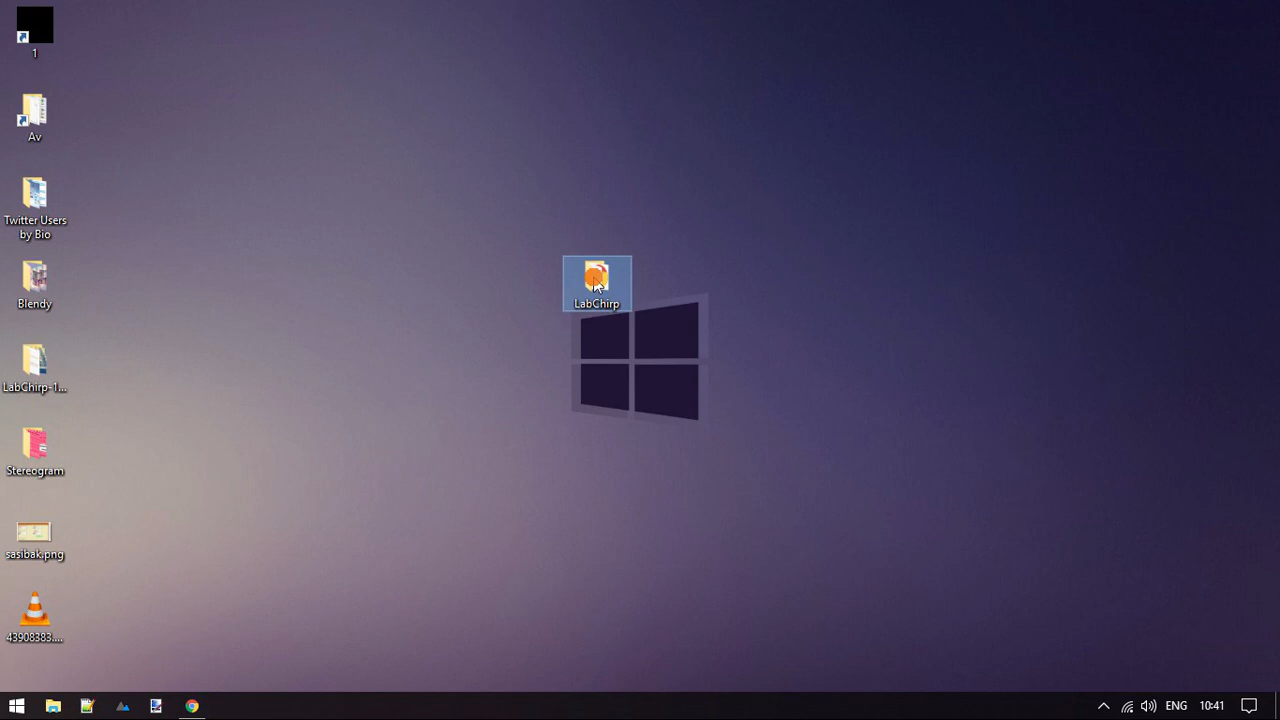 1
Av
Twitter Users
by Bio
Blendy
LabChirp-1...
Stereogram
sasibak.png
43908383....
LabChirp
ENG
10:41